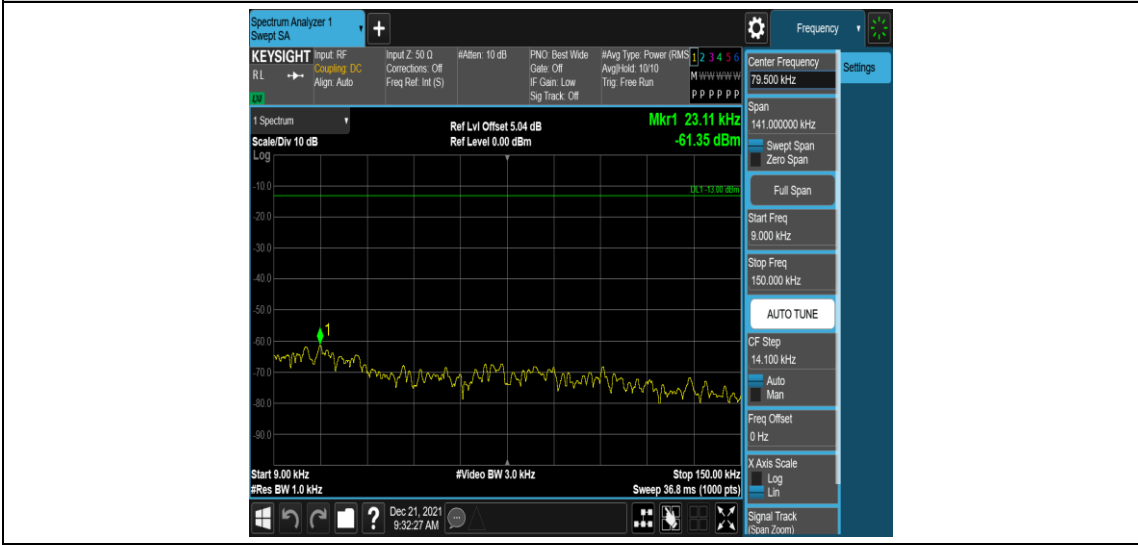 Spectrum Analyzer 1
Swept SA
+
Frequency
KEYSIGHT
RL
LXI
Input: RF
Coupling: DC
Align: Auto
Input Z: 50 Ω
Corrections: Off
Freq Ref: Int (S)
#Atten: 10 dB
PNO: Best Wide
Gate: Off
IF Gain: Low
Sig Track: Off
#Avg Type: Power (RMS
Avg|Hold: 10/10
Trig: Free Run
1 2 3 4 5 6
M W W W W W
P P P P P P
1 Spectrum
Scale/Div 10 dB
Log
Ref Lvl Offset 5.04 dB
Ref Level 0.00 dBm
Mkr1 23.11 kHz
-61.35 dBm
DL1 -13.00 dBm
-10.0
-20.0
-30.0
-40.0
-50.0
-60.0
-70.0
-80.0
-90.0
1
Start 9.00 kHz
#Res BW 1.0 kHz
#Video BW 3.0 kHz
Stop 150.00 kHz
Sweep 36.8 ms (1000 pts)
?
Dec 21, 2021
9:32:27 AM
Center Frequency
79.500 kHz
Span
141.000000 kHz
Swept Span
Zero Span
Full Span
Start Freq
9.000 kHz
Stop Freq
150.000 kHz
AUTO TUNE
CF Step
14.100 kHz
Auto
Man
Freq Offset
0 Hz
X Axis Scale
Log
Lin
Signal Track
(Span Zoom)
Settings